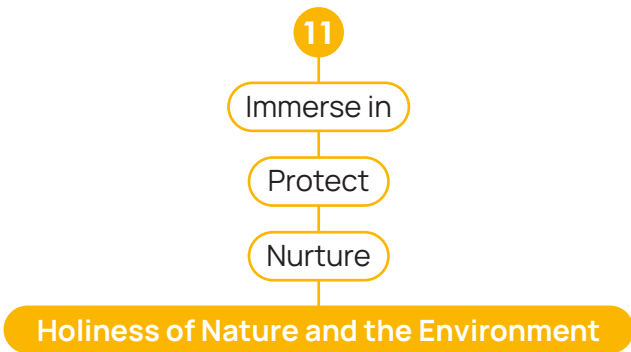 11
Immerse in
Protect
Nurture
Holiness of Nature and the Environment